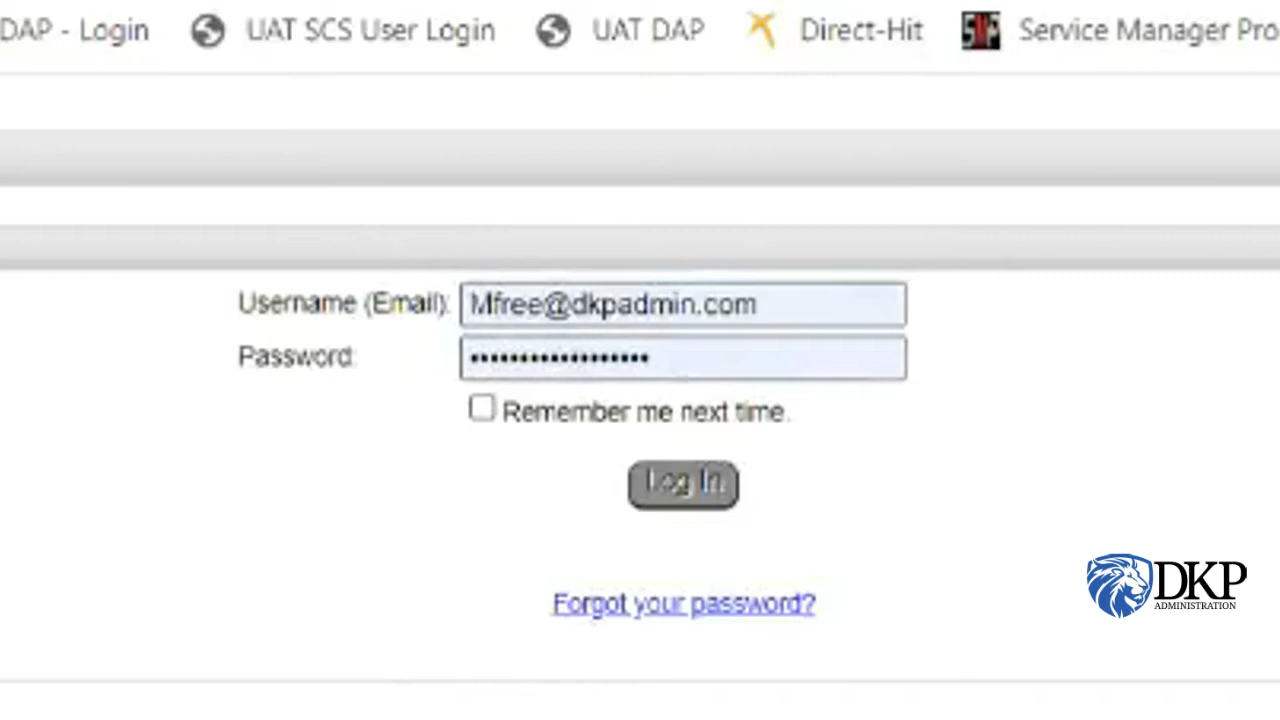 DAP - Login UAT SCS User Login UAT DAP Direct-Hit Service Manager Pro
Username (Email): Mfree@dkpadmin.com
Password: ••••••••••••••••••
Remember me next time.
Log In
Forgot your password?
DKP
ADMINISTRATION